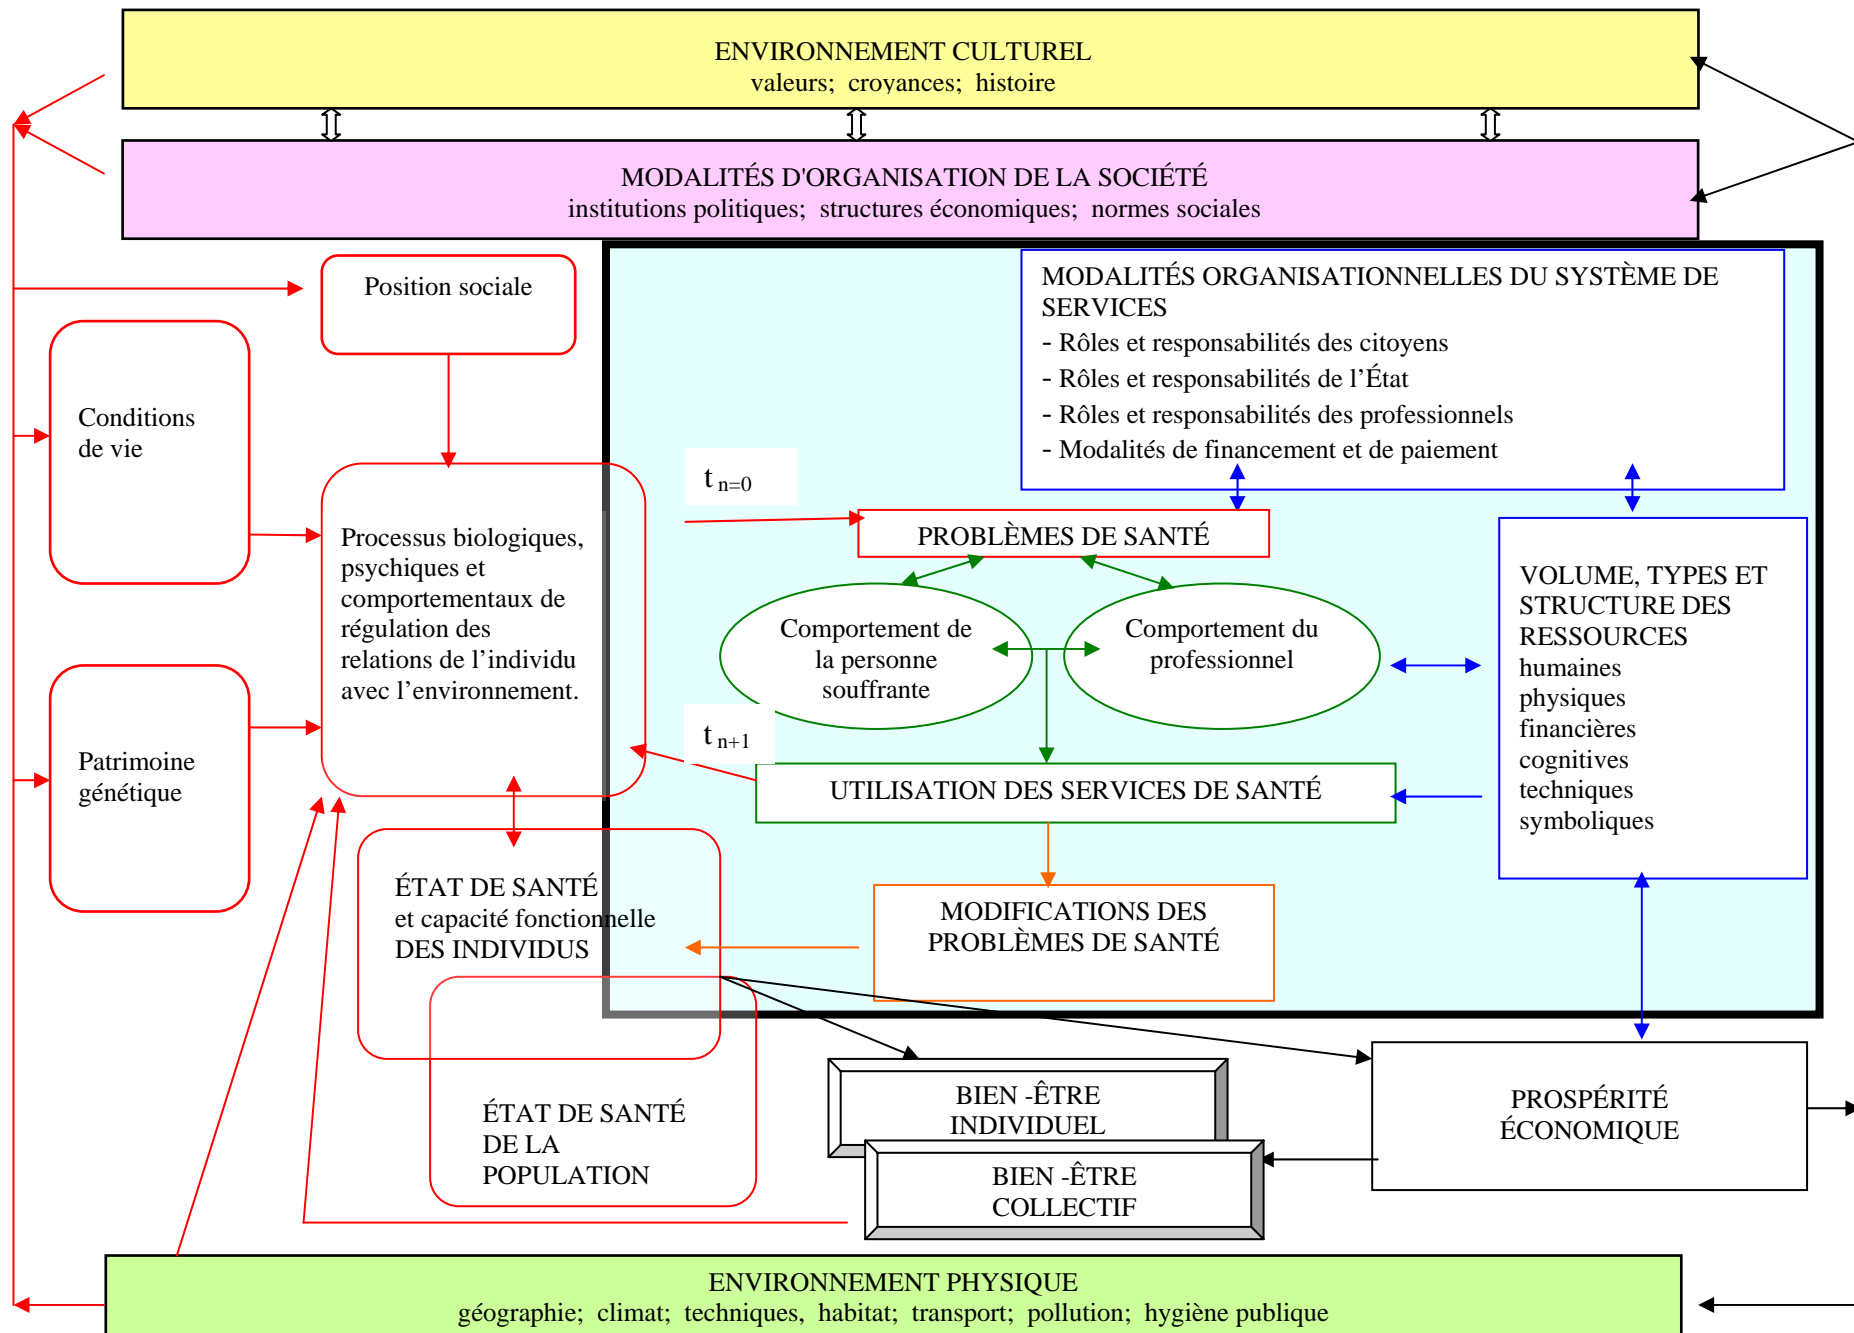 ENVIRONNEMENT CULTUREL
valeurs; croyances; histoire
MODALITÉS D'ORGANISATION DE LA SOCIÉTÉ
institutions politiques; structures économiques; normes sociales
Position sociale
MODALITÉS ORGANISATIONNELLES DU SYSTÈME DE
SERVICES
- Rôles et responsabilités des citoyens
- Rôles et responsabilités de l’État
- Rôles et responsabilités des professionnels
- Modalités de financement et de paiement
Conditions
de vie
Patrimoine
génétique
Processus biologiques,
psychiques et
comportementaux de
régulation des
relations de l’individu
avec l’environnement.
t n=0
PROBLÈMES DE SANTÉ
Comportement de
la personne
souffrante
Comportement du
professionnel
t n+1
UTILISATION DES SERVICES DE SANTÉ
VOLUME, TYPES ET
STRUCTURE DES
RESSOURCES
humaines
physiques
financières
cognitives
techniques
symboliques
ÉTAT DE SANTÉ
et capacité fonctionnelle
DES INDIVIDUS
MODIFICATIONS DES
PROBLÈMES DE SANTÉ
ÉTAT DE SANTÉ
DE LA
POPULATION
BIEN -ÊTRE
INDIVIDUEL
BIEN -ÊTRE
COLLECTIF
PROSPÉRITÉ
ÉCONOMIQUE
ENVIRONNEMENT PHYSIQUE
géographie; climat; techniques, habitat; transport; pollution; hygiène publique